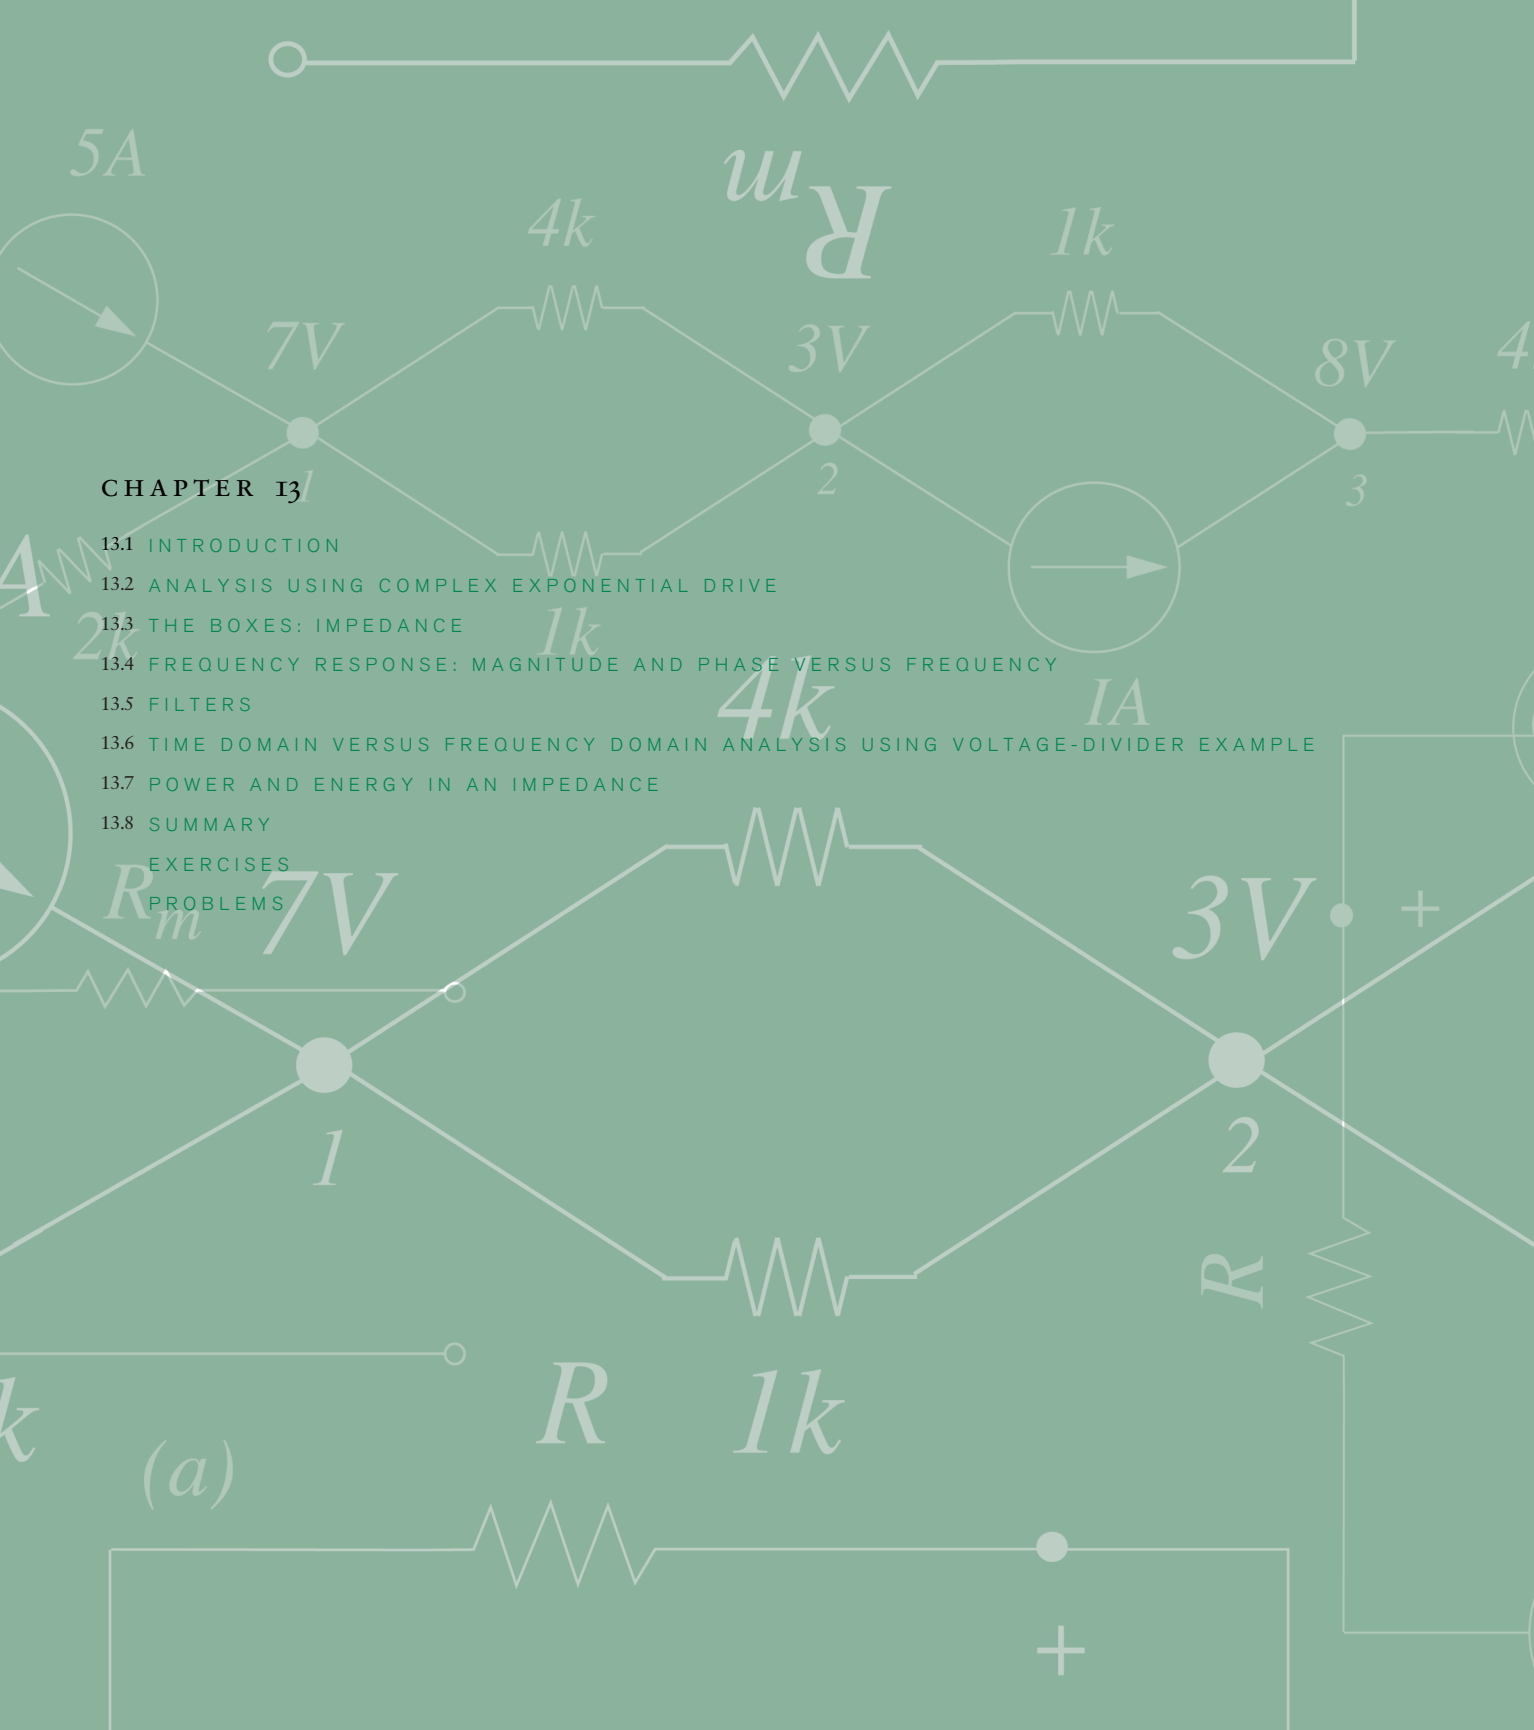 5A
R
m
4k
1k
7V
3V
8V
4
1
2
3
CHAPTER 13
13.1 INTRODUCTION
13.2 ANALYSIS USING COMPLEX EXPONENTIAL DRIVE
A
2k
1k
13.3 THE BOXES: IMPEDANCE
13.4 FREQUENCY RESPONSE: MAGNITUDE AND PHASE VERSUS FREQUENCY
4k
1A
13.5 FILTERS
13.6 TIME DOMAIN VERSUS FREQUENCY DOMAIN ANALYSIS USING VOLTAGE-DIVIDER EXAMPLE
13.7 POWER AND ENERGY IN AN IMPEDANCE
13.8 SUMMARY
EXERCISES
PROBLEMS
Rm
7V
3V
+
1
2
R
k
R
1k
(a)
+